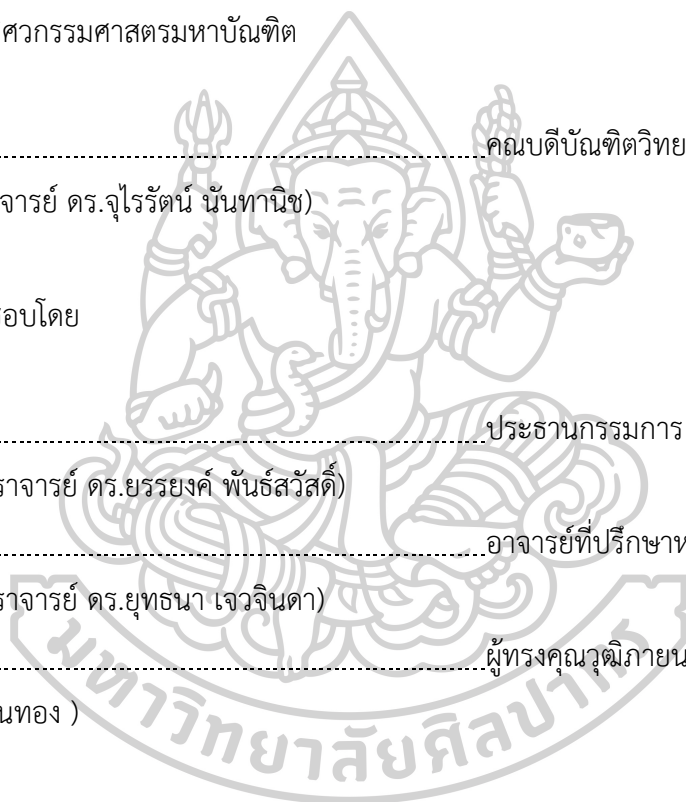 ศวกรรมศาสตรมหาบัณฑิต
คณบดีบัณฑิตวิทย
จารย์ ดร.จุไรรัตน์ นันทานิช)
อบโดย
ประธานกรรมการ
ราจารย์ ดร.ยรรยงค์ พันธ์สวัสดิ์)
อาจารย์ที่ปรึกษาห
ราจารย์ ดร.ยุทธนา เจวจินดา)
ผู้ทรงคุณวุฒิภายน
นทอง )
มหาวิทยาลัยศิลปากร